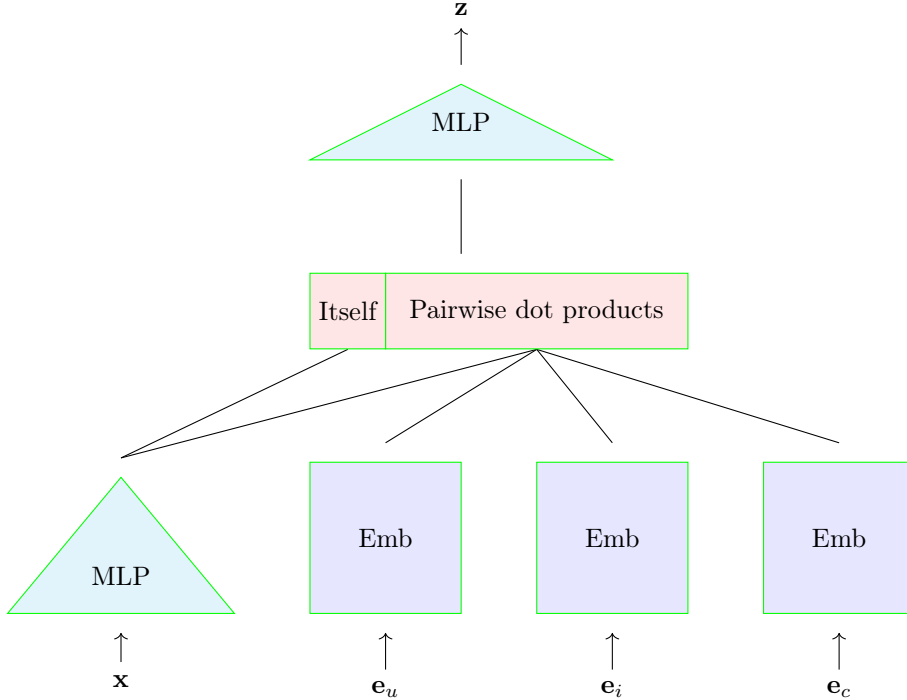 z
MLP
Itself Pairwise dot products
MLP Emb Emb Emb
x e_u e_i e_c